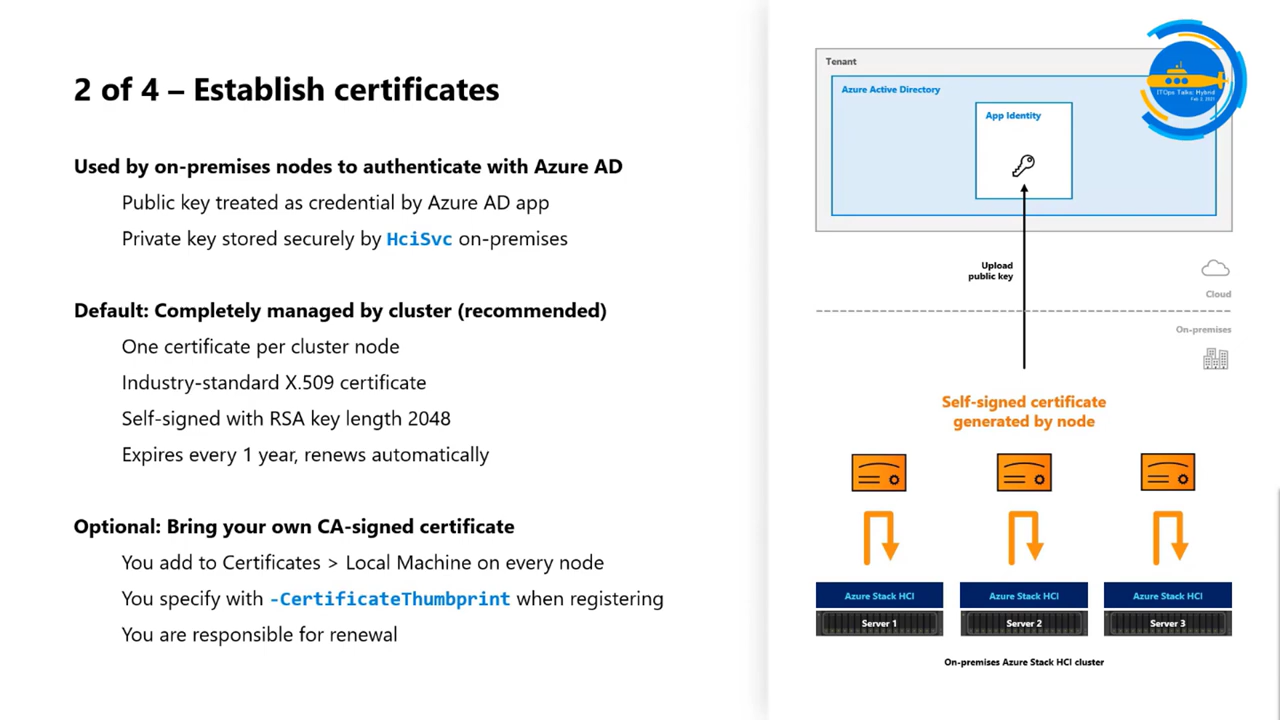 2 of 4 – Establish certificates
Used by on-premises nodes to authenticate with Azure AD
Public key treated as credential by Azure AD app
Private key stored securely by HciSvc on-premises
Default: Completely managed by cluster (recommended)
One certificate per cluster node
Industry-standard X.509 certificate
Self-signed with RSA key length 2048
Expires every 1 year, renews automatically
Optional: Bring your own CA-signed certificate
You add to Certificates > Local Machine on every node
You specify with -CertificateThumbprint when registering
You are responsible for renewal
Tenant
Azure Active Directory
App Identity
ITOps Talks: Hybrid
Feb 2, 2021
Upload
public key
Cloud
On-premises
Self-signed certificate
generated by node
Azure Stack HCI
Azure Stack HCI
Azure Stack HCI
Server 1
Server 2
Server 3
On-premises Azure Stack HCI cluster